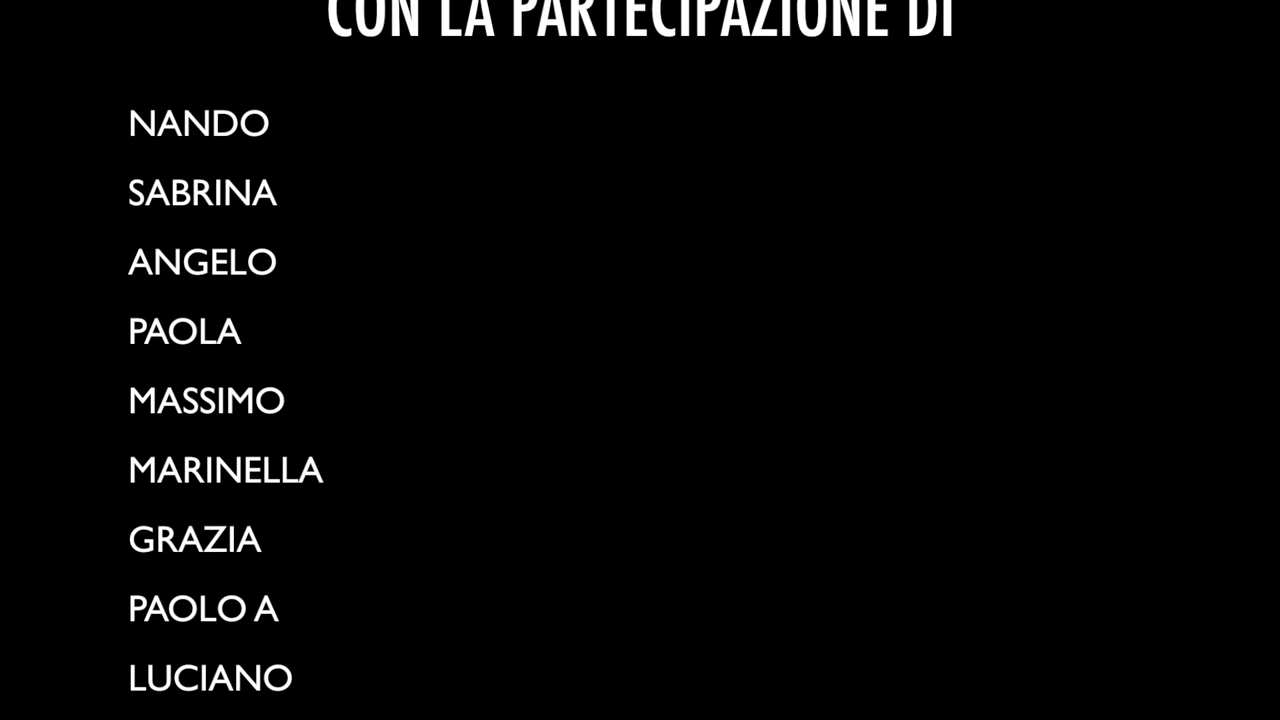 CON LA PARTECIPAZIONE DI
NANDO
SABRINA
ANGELO
PAOLA
MASSIMO
MARINELLA
GRAZIA
PAOLO A
LUCIANO